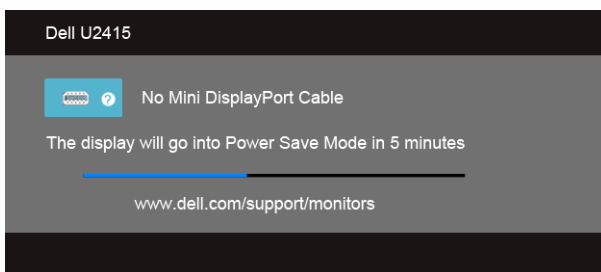 Dell U2415
? No Mini DisplayPort Cable
The display will go into Power Save Mode in 5 minutes
www.dell.com/support/monitors